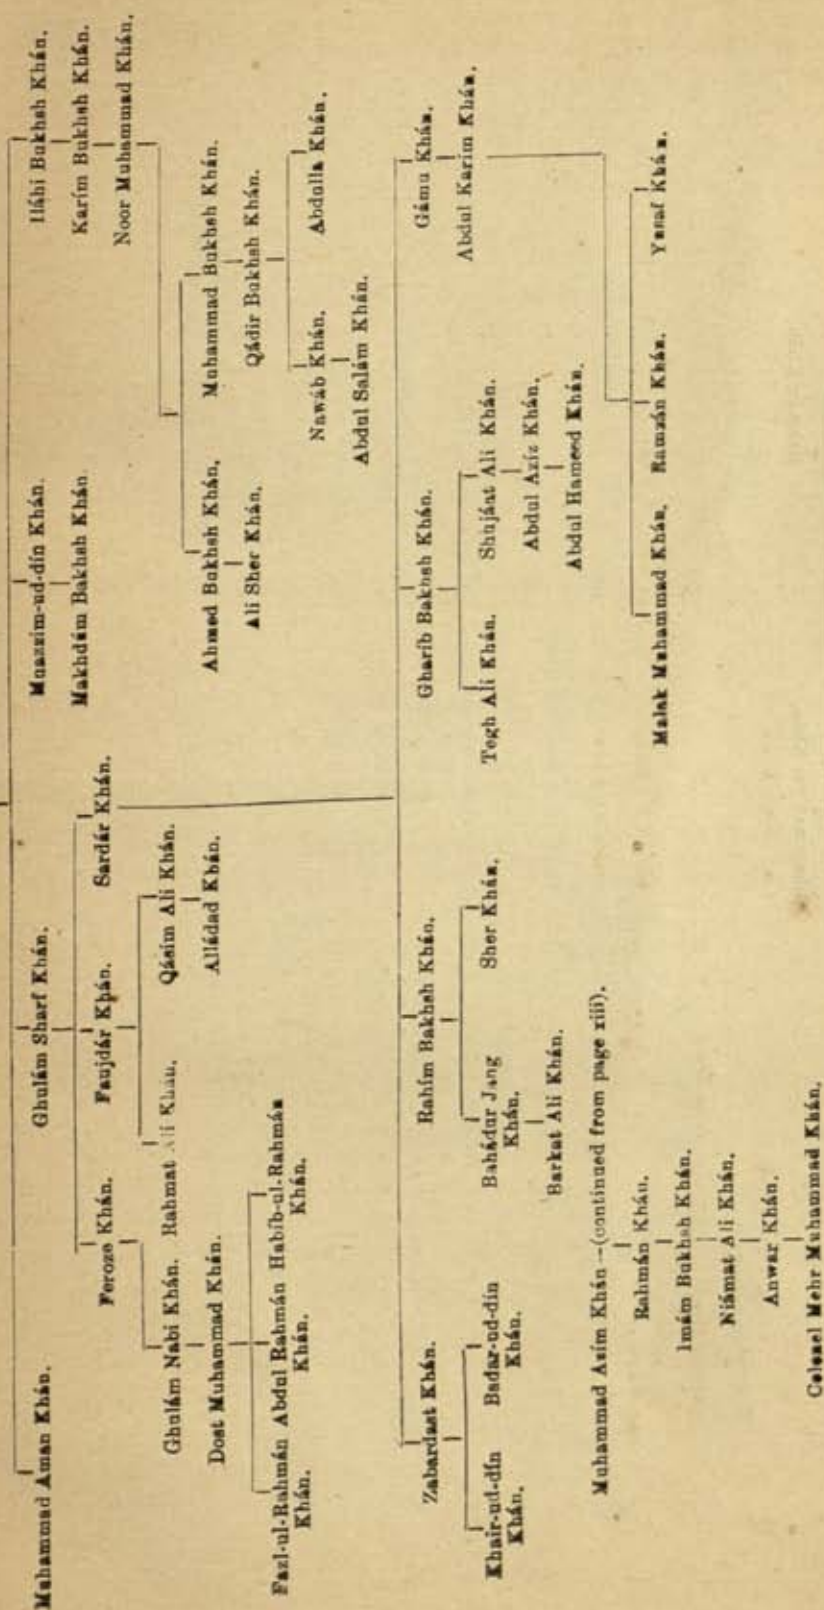 Muhammad Aman Khán. Ghulám Sharf Khán. Muazzim-ud-dín Khán. Iláhi Bukhsh Khán.
Makhdúm Bakhsh Khán Karím Bukhsh Khán.
Feroze Khán. Faujdár Khán. Sardár Khán. Noor Muhammad Khán.
Ghulám Nabi Khán. Rahmat Ali Khán. Qásim Ali Khán.
Dost Muhammad Khán. Alládad Khán. Ahmed Bukhsh Khán. Muhammad Bukhsh Khán.
Ali Sher Khán. Qádir Bukhsh Khán.
Fazl-ul-Rahmán Abdul Rahmán Habíb-ul-Rahmán
Khán. Khán. Khán.
Nawáb Khán. Abdulla Khán.
Abdul Salám Khán.
Zabardast Khán. Rahím Bakhsh Khán. Gharíb Bakhsh Khán. Gámu Khán.
Abdul Karím Khán.
Khair-ud-dín Badar-ud-dín Bahádur Jang Sher Khán. Tegh Ali Khán. Shujáat Ali Khán.
Khán. Khán. Khán.
Abdul Azíz Khán.
Barkat Ali Khán. Abdul Hameed Khán.
Muhammad Azím Khán—(continued from page xiii).
Rahmán Khán. Malak Muhammad Khán. Ramzán Khán. Yusaf Khán.
Imám Bukhsh Khán.
Niámat Ali Khán.
Anwar Khán.
Colonel Mehr Muhammad Khán.